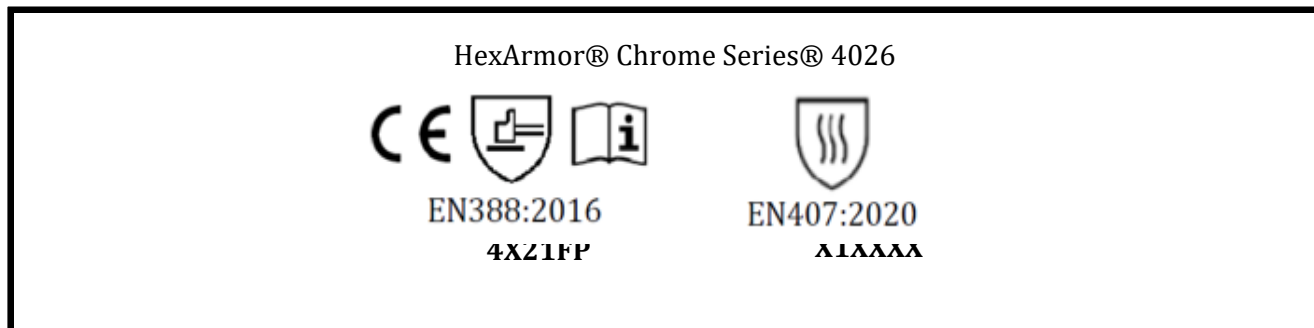 HexArmor® Chrome Series® 4026
CE i
EN388:2016 EN407:2020
4X21FP X1XXXX